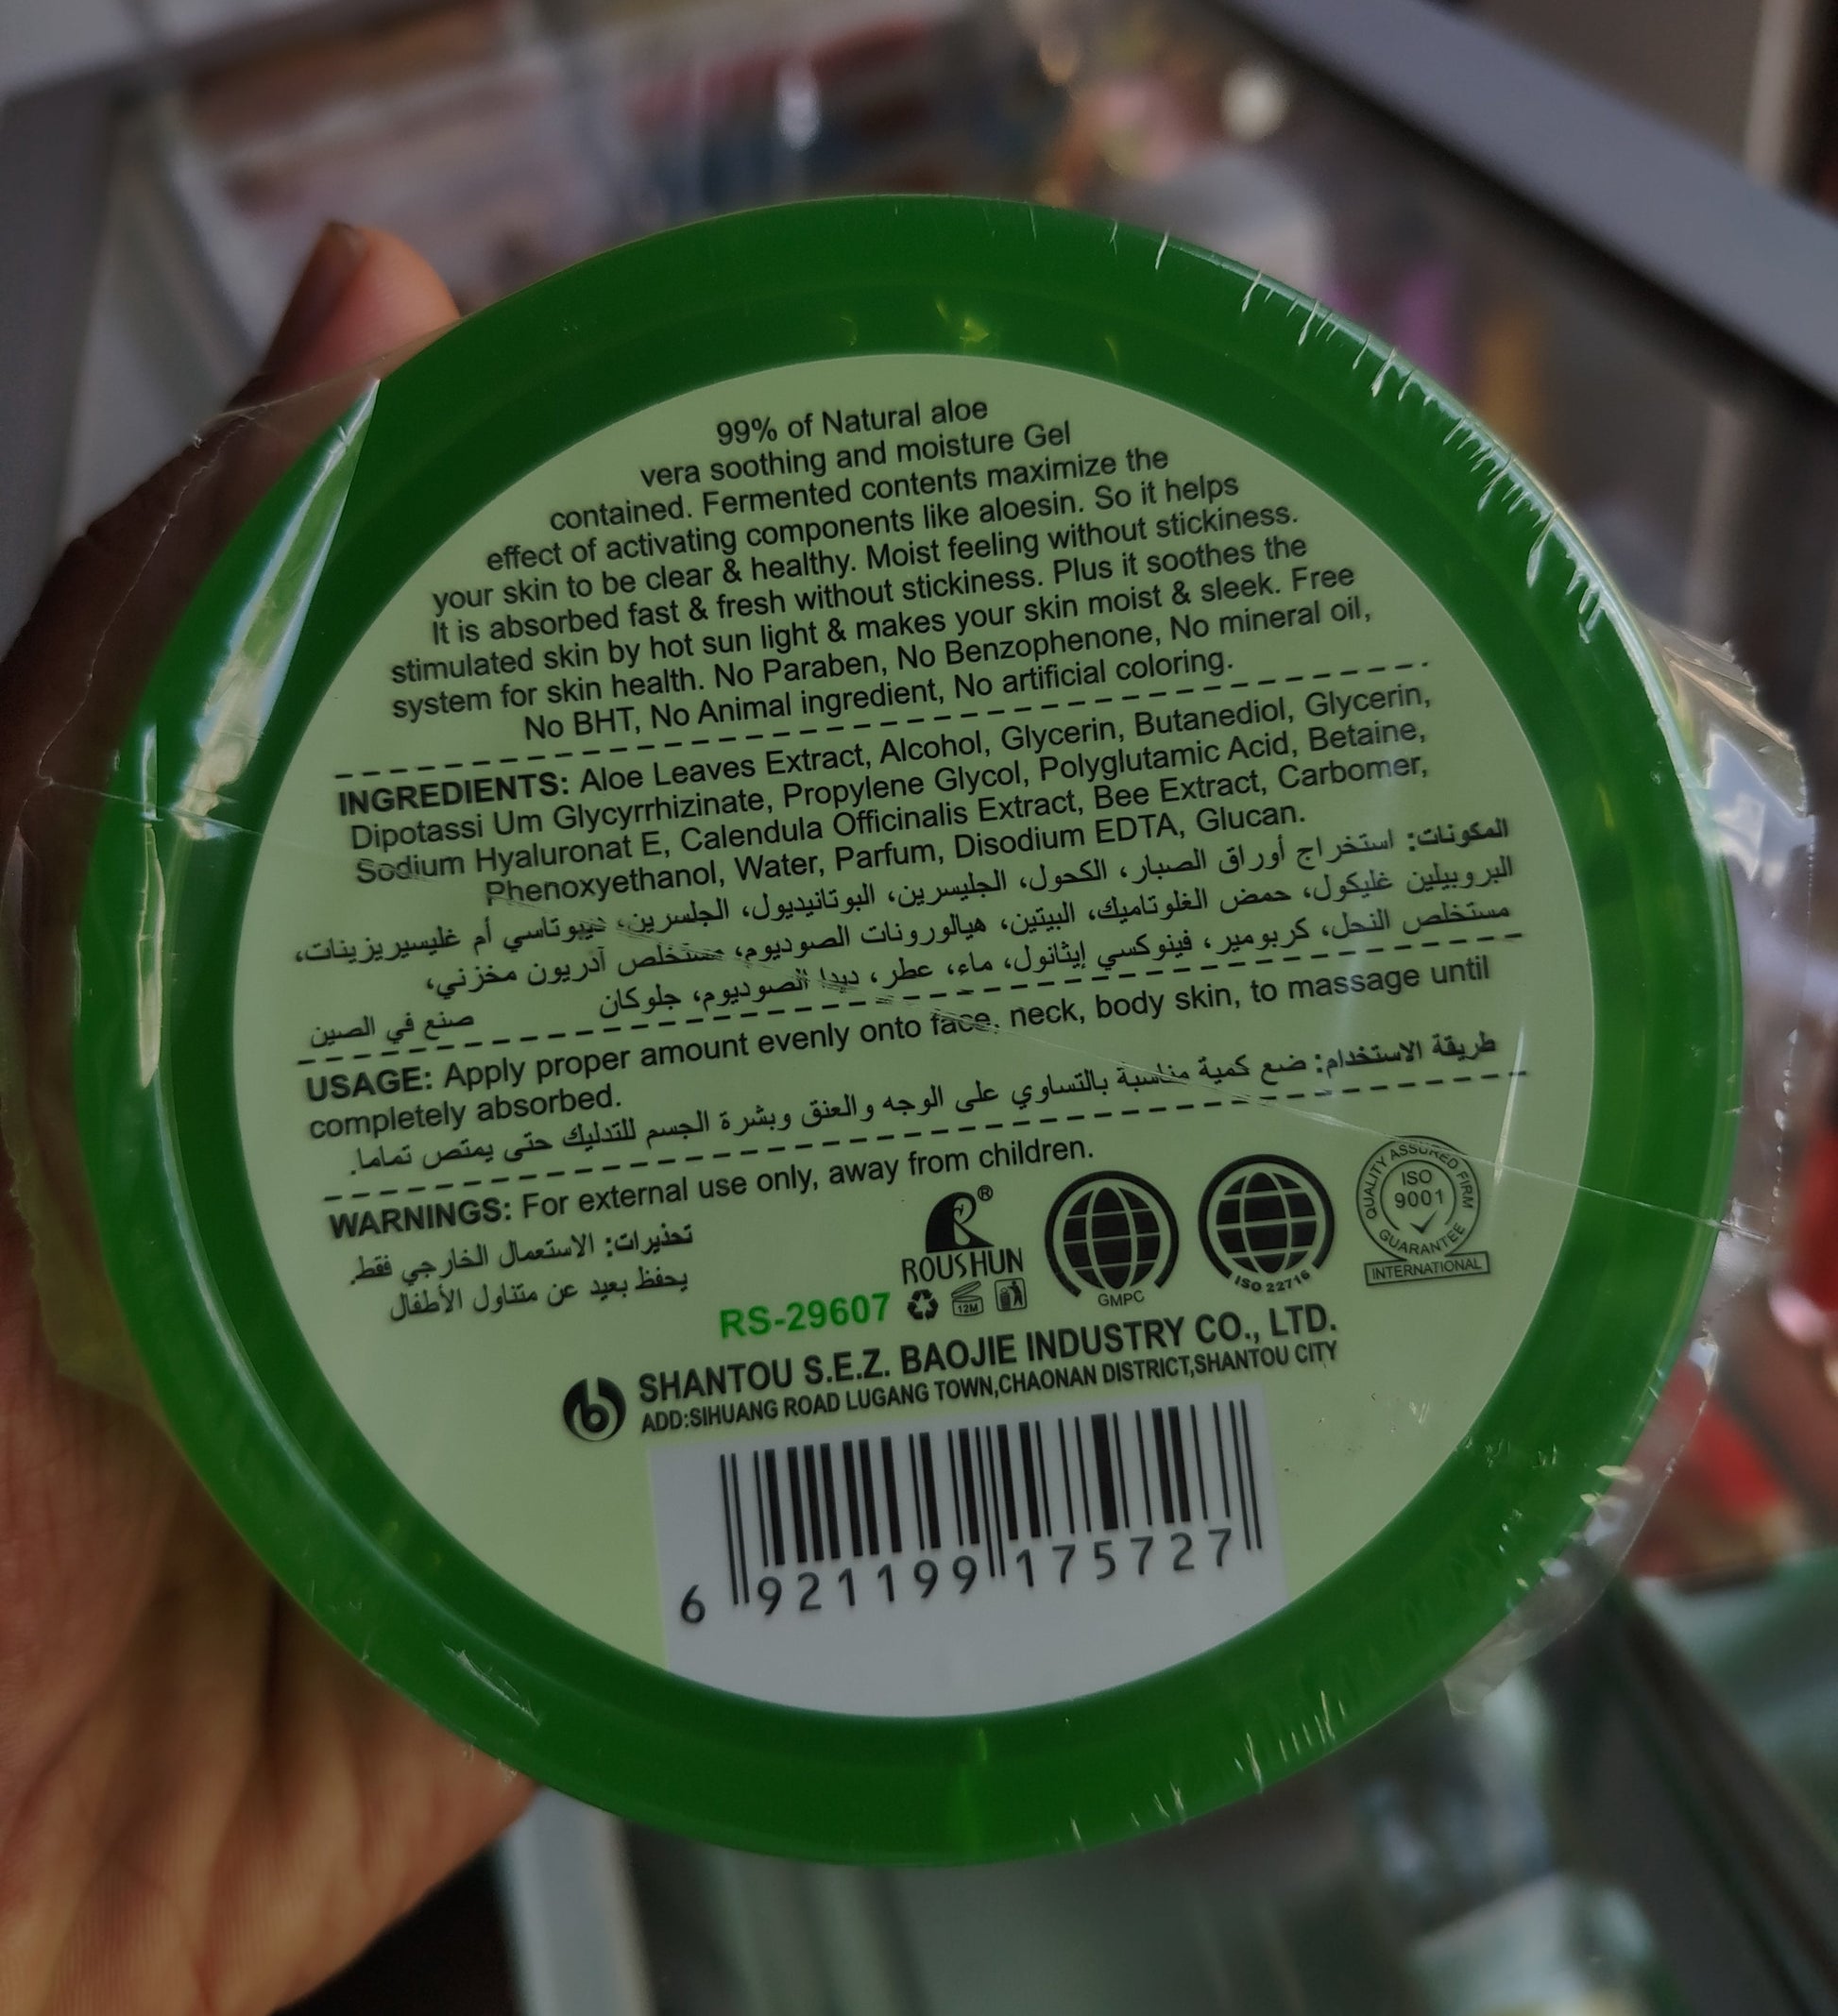 99% of Natural aloe
vera soothing and moisture Gel
contained. Fermented contents maximize the
effect of activating components like aloesin. So it helps
your skin to be clear & healthy. Moist feeling without stickiness.
It is absorbed fast & fresh without stickiness. Plus it soothes the
stimulated skin by hot sun light & makes your skin moist & sleek. Free
system for skin health. No Paraben, No Benzophenone, No mineral oil,
No BHT, No Animal ingredient, No artificial coloring.
INGREDIENTS: Aloe Leaves Extract, Alcohol, Glycerin, Butanediol, Glycerin,
Dipotassi Um Glycyrrhizinate, Propylene Glycol, Polyglutamic Acid, Betaine,
Sodium Hyaluronat E, Calendula Officinalis Extract, Bee Extract, Carbomer,
Phenoxyethanol, Water, Parfum, Disodium EDTA, Glucan.
المكونات: استخراج أوراق الصبار، الكحول، الجليسرين، البوتانيديول، الجلسرين، ديبوتاسي أم غليسيريزينات،
البروبيلين غليكول، حمض الغلوتاميك، البيتين، هيالورونات الصوديوم، مستخلص آدريون مخزني،
مستخلص النحل، كربومير، فينوكسي إيثانول، ماء، عطر، ديدا الصوديوم، جلوكان
صنع في الصين
USAGE: Apply proper amount evenly onto face, neck, body skin, to massage until
completely absorbed.
طريقة الاستخدام: ضع كمية مناسبة بالتساوي على الوجه والعنق وبشرة الجسم للتدليك حتى يمتص تماما.
WARNINGS: For external use only, away from children.
تحذيرات: الاستعمال الخارجي فقط.
يحفظ بعيد عن متناول الأطفال
ROUSHUN ®
GMPC
ISO 22716
QUALITY ASSURED FIRM
ISO
9001
GUARANTEE
INTERNATIONAL
RS-29607
12M
SHANTOU S.E.Z. BAOJIE INDUSTRY CO., LTD.
ADD:SIHUANG ROAD LUGANG TOWN,CHAONAN DISTRICT,SHANTOU CITY
6 921199 175727